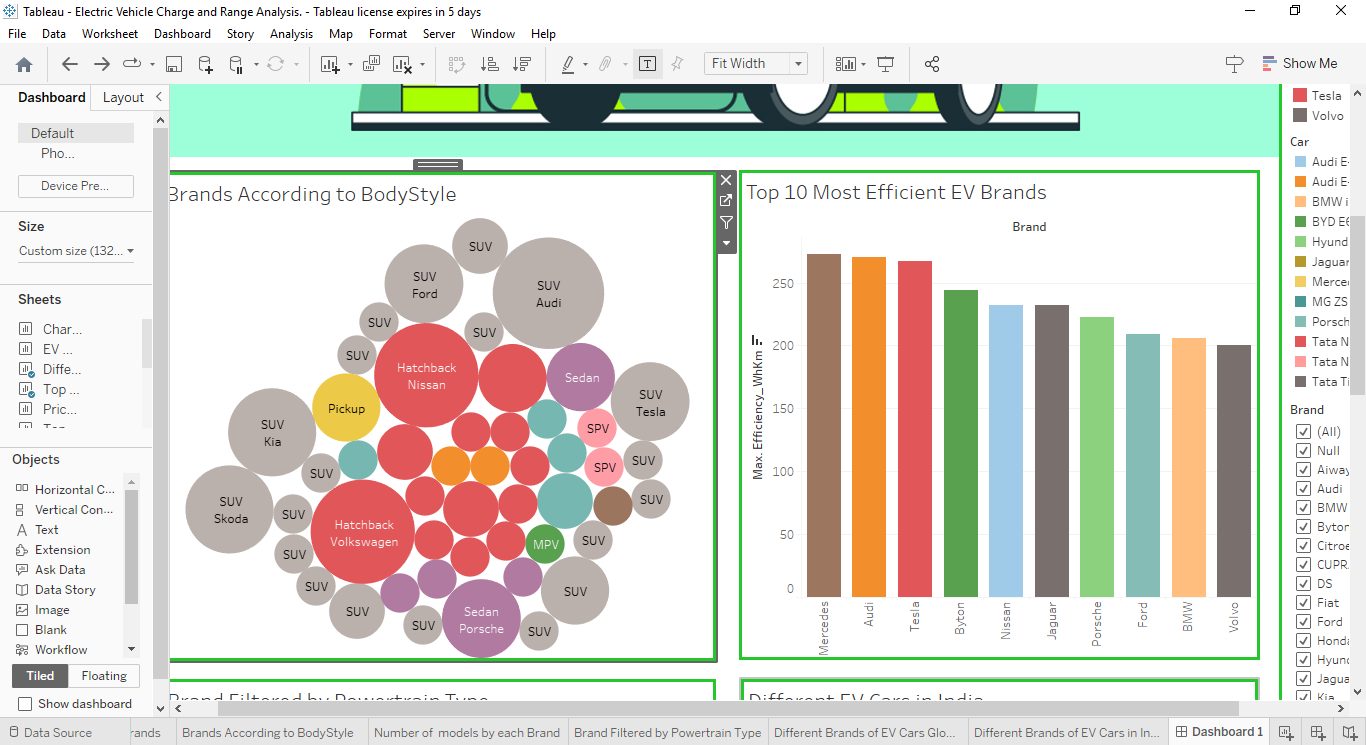 Tableau - Electric Vehicle Charge and Range Analysis. - Tableau license expires in 5 days
File Data Worksheet Dashboard Story Analysis Map Format Server Window Help
Fit Width
Show Me
Dashboard Layout
Default
Pho...
Device Pre...
Size
Custom size (132...
Sheets
Char...
EV ...
Diffe...
Top ...
Pric...
Objects
Horizontal C...
Vertical Con...
Text
Extension
Ask Data
Data Story
Image
Blank
Workflow
Tiled Floating
Show dashboard
Brands According to BodyStyle
SUV
SUV
Ford
SUV
Audi
SUV
SUV
SUV
Hatchback
Nissan
Sedan
Pickup
SUV
Tesla
SUV
Kia
SPV
SPV
SUV
SUV
SUV
Skoda
SUV
SUV
Hatchback
Volkswagen
MPV
SUV
SUV
SUV
SUV
SUV
Sedan
Porsche
SUV
SUV
Top 10 Most Efficient EV Brands
Brand
Max. Efficiency_WhKm
250
200
150
100
50
0
Mercedes
Audi
Tesla
Byton
Nissan
Jaguar
Porsche
Ford
BMW
Volvo
Brand Filtered by Powertrain Type
Different EV Cars in India
Tesla
Volvo
Car
Audi E-
Audi E-
BMW i
BYD E6
Hyund
Jaguar
Merce
MG ZS
Porsch
Tata N
Tata N
Tata Ti
Brand
(All)
Null
Aiway
Audi
BMW
Byton
Citroe
CUPR
DS
Fiat
Ford
Honda
Hyund
Jagua
Kia
Data Source
rands
Brands According to BodyStyle
Number of models by each Brand
Brand Filtered by Powertrain Type
Different Brands of EV Cars Glo...
Different Brands of EV Cars in In...
Dashboard 1